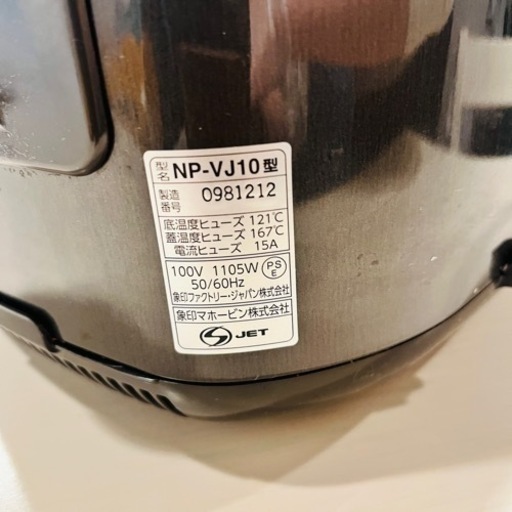 型名 NP-VJ10型
製造番号 0981212
底温度ヒューズ 121℃
蓋温度ヒューズ 167℃
電流ヒューズ 15A
100V 1105W PSE
50/60Hz
象印ファクトリー・ジャパン株式会社
象印マホービン株式会社
S JET